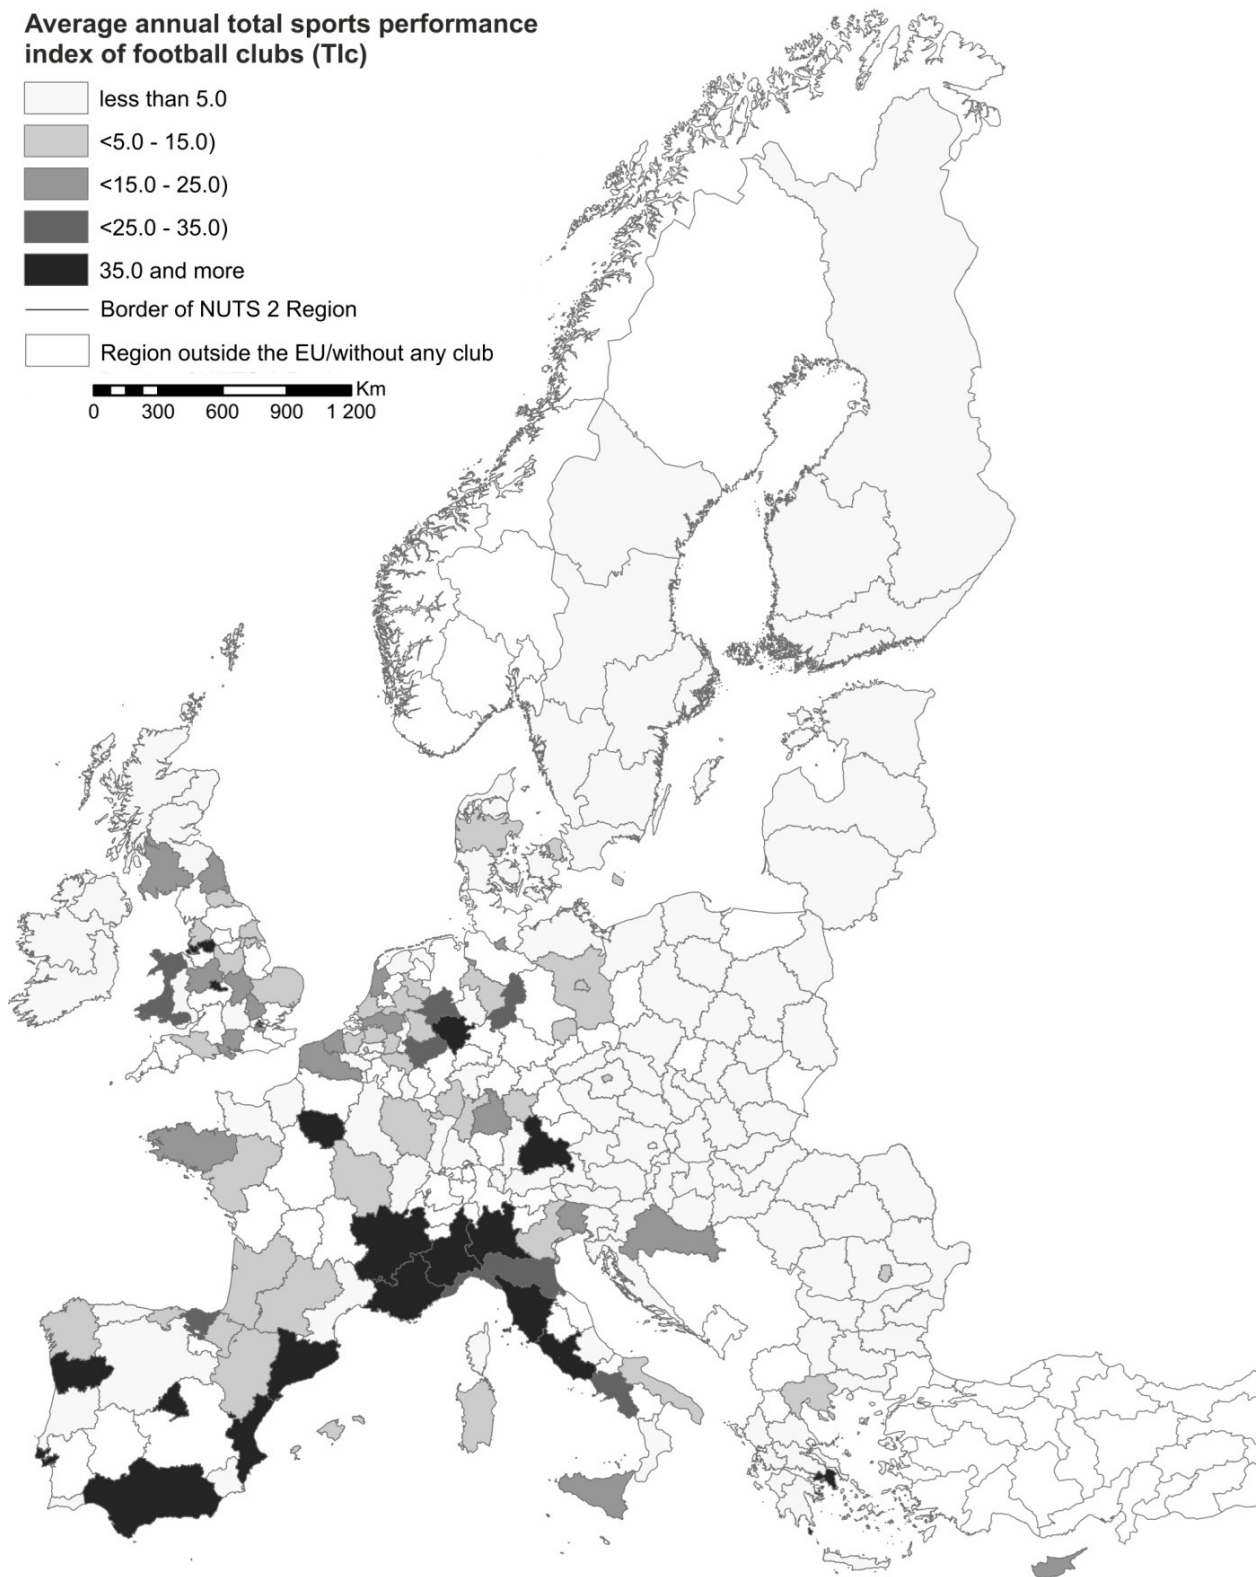 Average annual total sports performance
index of football clubs (TIc)
less than 5.0
<5.0 - 15.0)
<15.0 - 25.0)
<25.0 - 35.0)
35.0 and more
Border of NUTS 2 Region
Region outside the EU/without any club
Km
0 300 600 900 1 200